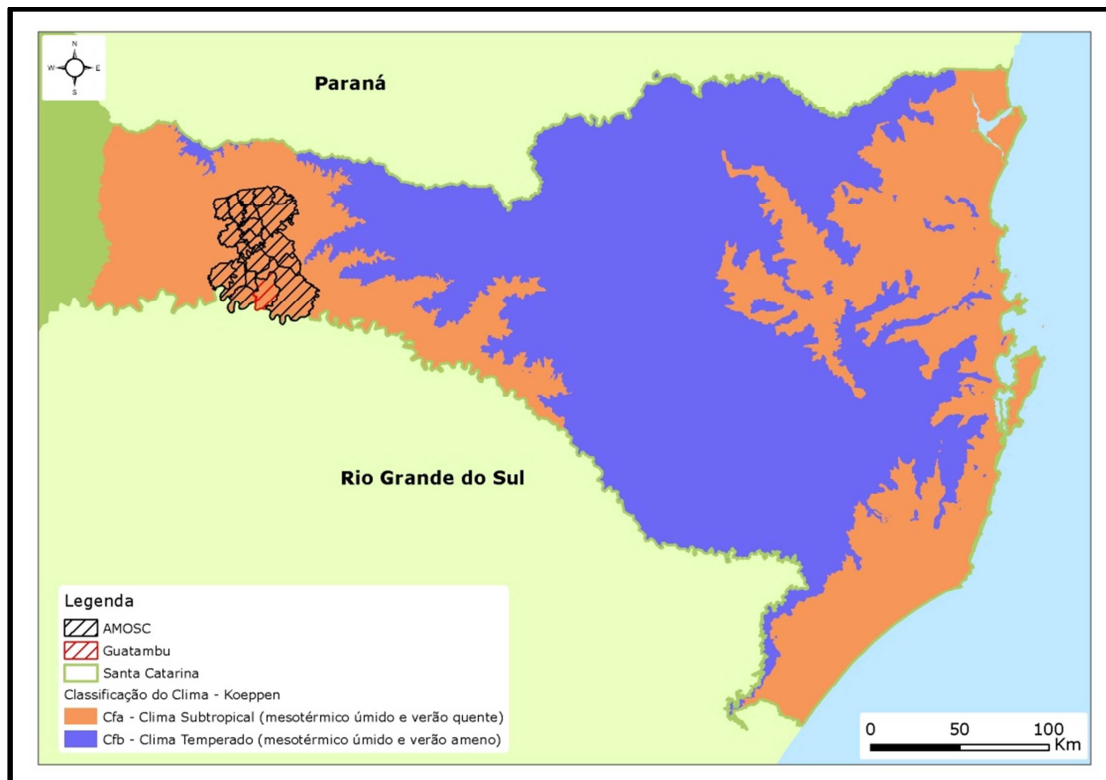 N
W E
S
Paraná
Rio Grande do Sul
Legenda
AMOSC
Guatambu
Santa Catarina
Classificação do Clima - Koeppen
Cfa - Clima Subtropical (mesotérmico úmido e verão quente)
Cfb - Clima Temperado (mesotérmico úmido e verão ameno)
0 50 100
Km